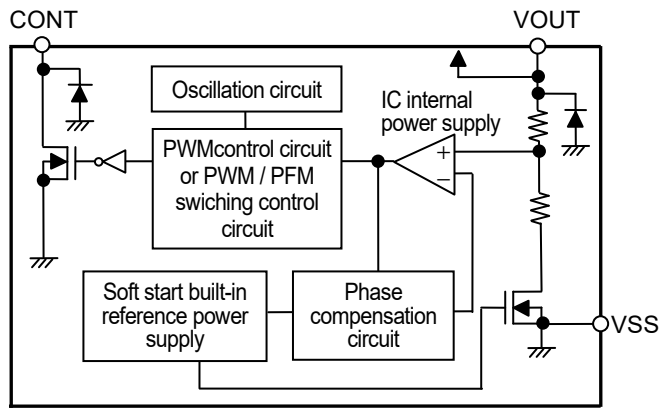 CONT
VOUT
Oscillation circuit
IC internal
power supply
PWMcontrol circuit
or PWM / PFM
swiching control
circuit
+
−
Soft start built-in
reference power
supply
Phase
compensation
circuit
VSS